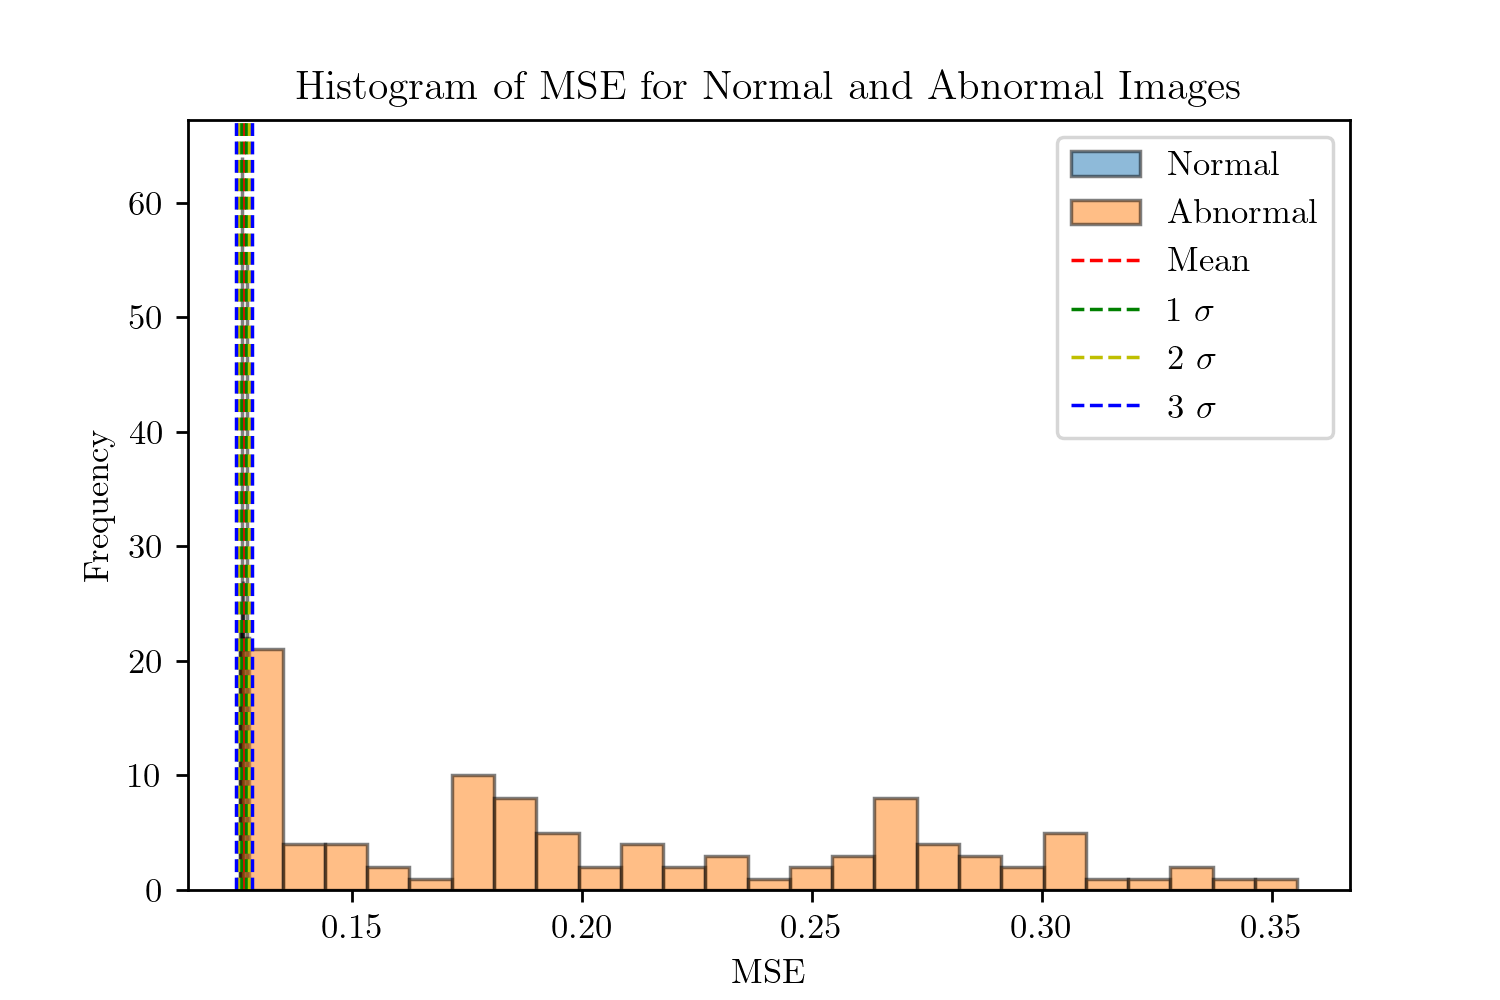 Histogram of MSE for Normal and Abnormal Images
Normal
Abnormal
Mean
1 σ
2 σ
3 σ
60
50
40
30
20
10
0
Frequency
0.15 0.20 0.25 0.30 0.35
MSE